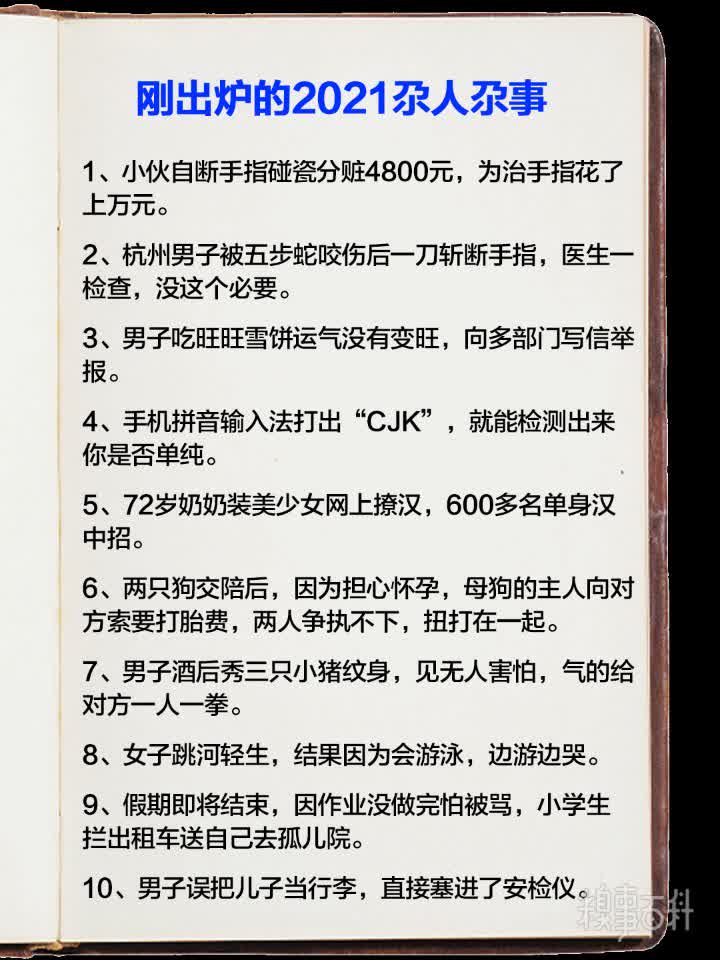 刚出炉的2021尕人尕事
1、小伙自断手指碰瓷分赃4800元，为治手指花了
上万元。
2、杭州男子被五步蛇咬伤后一刀斩断手指，医生一
检查，没这个必要。
3、男子吃旺旺雪饼运气没有变旺，向多部门写信举
报。
4、手机拼音输入法打出“CJK”，就能检测出来
你是否单纯。
5、72岁奶奶装美少女网上撩汉，600多名单身汉
中招。
6、两只狗交陪后，因为担心怀孕，母狗的主人向对
方索要打胎费，两人争执不下，扭打在一起。
7、男子酒后秀三只小猪纹身，见无人害怕，气的给
对方一人一拳。
8、女子跳河轻生，结果因为会游泳，边游边哭。
9、假期即将结束，因作业没做完怕被骂，小学生
拦出租车送自己去孤儿院。
10、男子误把儿子当行李，直接塞进了安检仪。
糗事百科